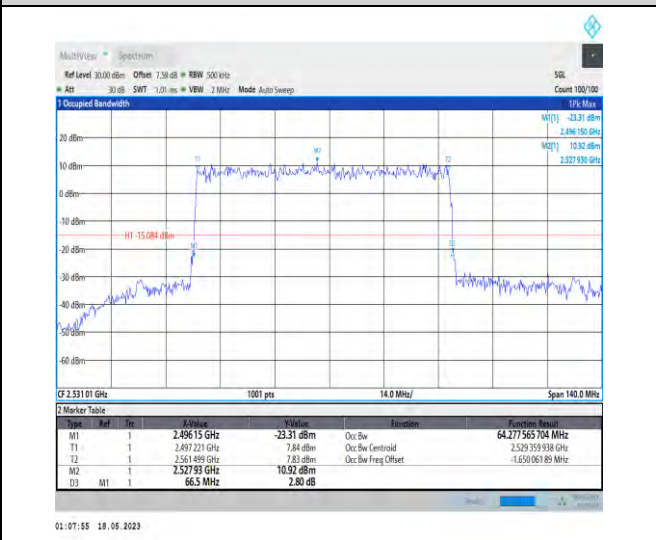 MultiView Spectrum
Ref Level 30.00 dBm Offset 7.59 dB RBW 500 kHz SGL
Att 30 dB SWT 1.01 ms VBW 2 MHz Mode Auto Sweep Count 100/100
1 Occupied Bandwidth 1Pk Max
M1[1] -23.31 dBm
2.496 150 GHz
M2[1] 10.92 dBm
2.527 930 GHz
20 dBm
T1 M2 T2
10 dBm
0 dBm
-10 dBm
H1 -15.084 dBm
M1
-20 dBm
-30 dBm
-40 dBm
-50 dBm
-60 dBm
CF 2.531 01 GHz 1001 pts 14.0 MHz/ Span 140.0 MHz
2 Marker Table
Type Ref Trc X-Value Y-Value Function Function Result
M1 1 2.496 15 GHz -23.31 dBm Occ Bw 64.277 565 704 MHz
T1 1 2.497 221 GHz 7.84 dBm Occ Bw Centroid 2.529 359 938 GHz
T2 1 2.561 499 GHz 7.83 dBm Occ Bw Freq Offset -1.650 061 89 MHz
M2 1 2.527 93 GHz 10.92 dBm
D3 M1 1 66.5 MHz 2.80 dB
01:07:55 18.05.2023